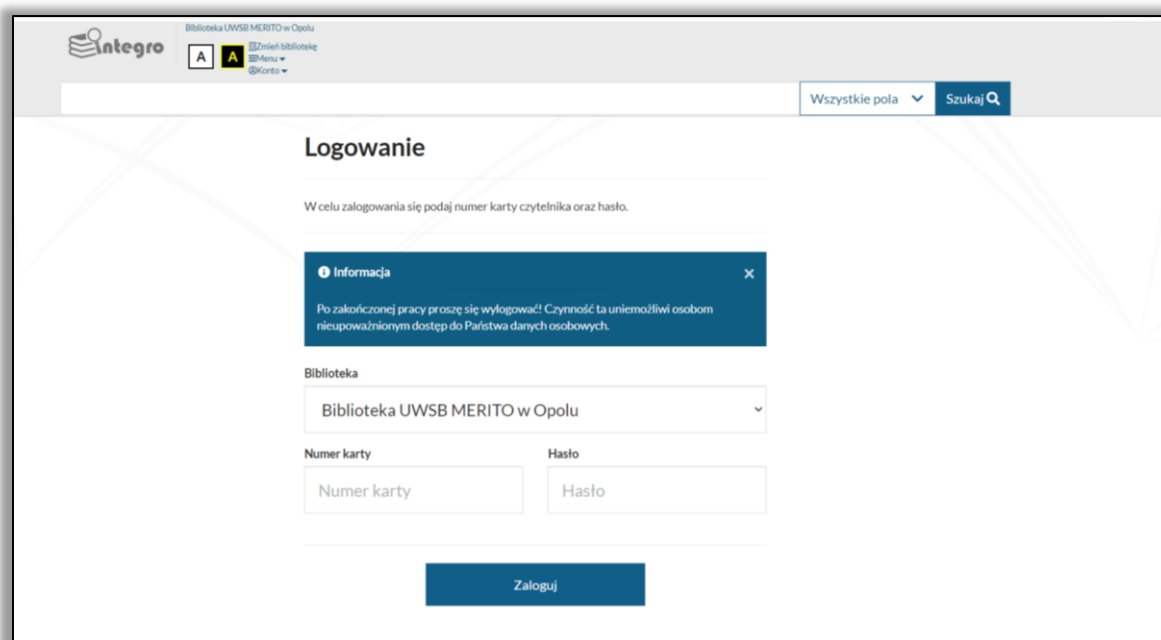 integro
Biblioteka UWSB MERITO w Opolu
A A
Zmień bibliotekę
Menu
Konto
Wszystkie pola
Szukaj
Logowanie
W celu zalogowania się podaj numer karty czytelnika oraz hasło.
Informacja
Po zakończonej pracy proszę się wylogować! Czynność ta uniemożliwi osobom
nieupoważnionym dostęp do Państwa danych osobowych.
Biblioteka
Biblioteka UWSB MERITO w Opolu
Numer karty Hasło
Numer karty Hasło
Zaloguj